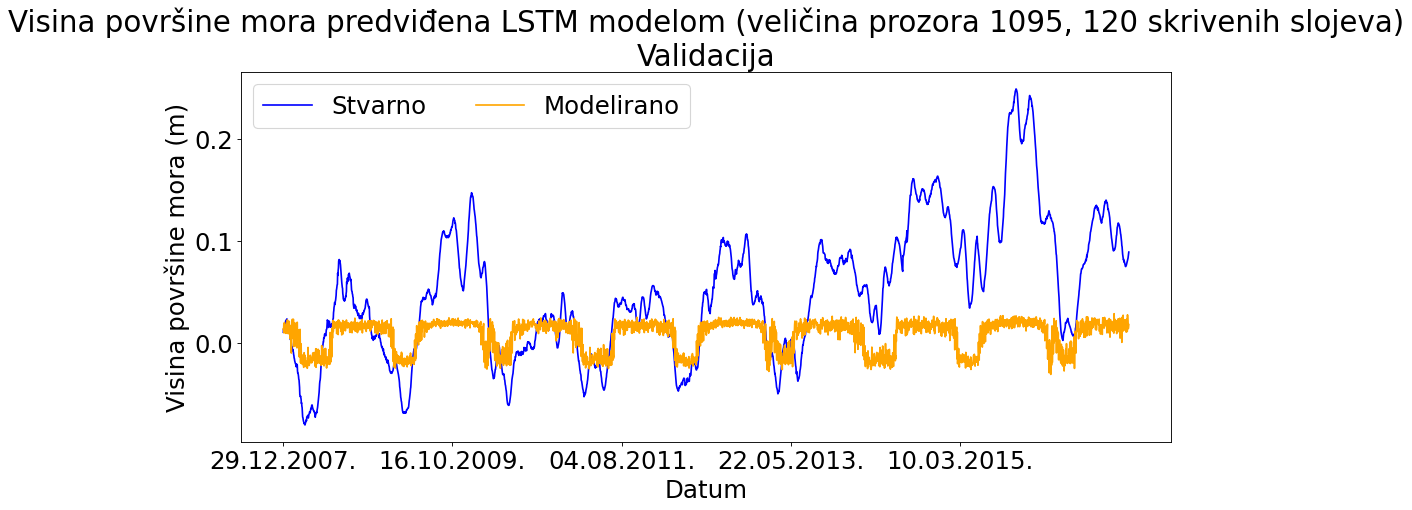 Visina površine mora predviđena LSTM modelom (veličina prozora 1095, 120 skrivenih slojeva)
Validacija
Stvarno Modelirano
Visina površine mora (m)
0.2
0.1
0.0
29.12.2007. 16.10.2009. 04.08.2011. 22.05.2013. 10.03.2015.
Datum